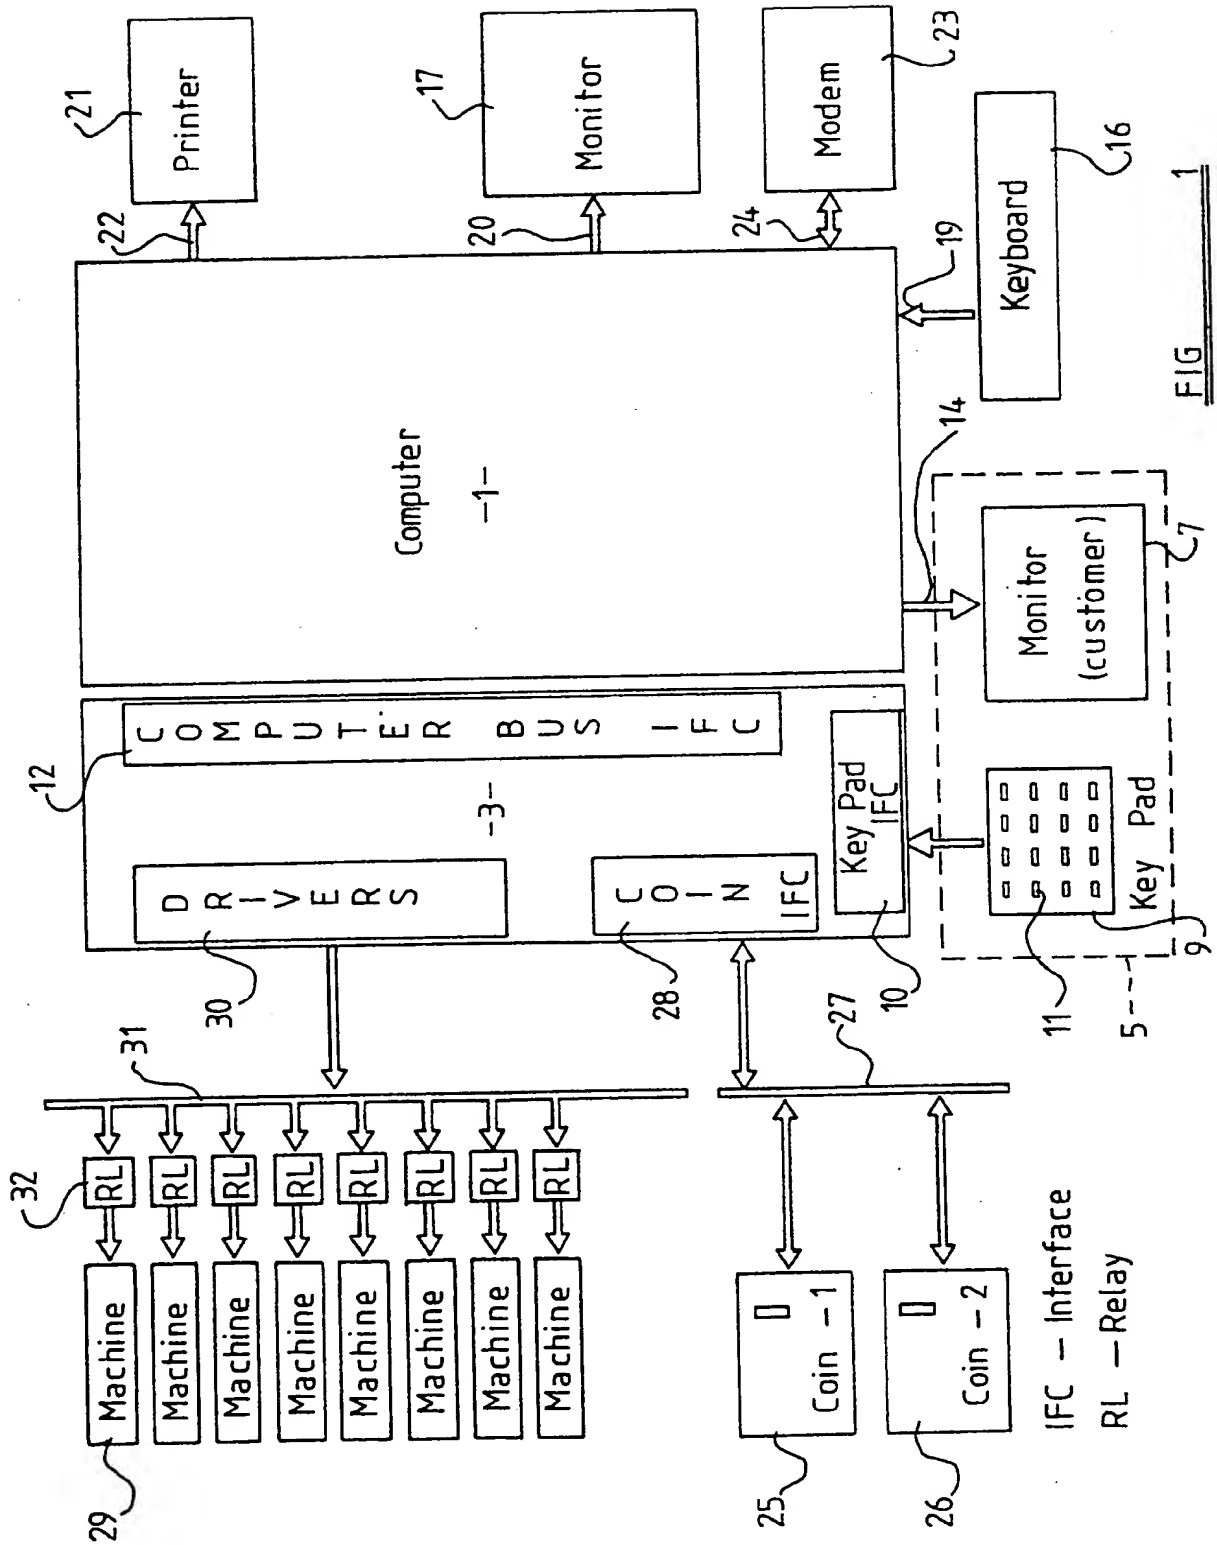 29
Machine
Machine
Machine
Machine
Machine
Machine
Machine
Machine
32
RL
RL
RL
RL
RL
RL
RL
RL
31
30
DRIVERS
12
COMPUTER BUS IFC
-3-
28
COIN
IFC
10
Key Pad
IFC
Computer
-1-
22
21
Printer
20
17
Monitor
24
23
Modem
19
16
Keyboard
14
7
Monitor
(customer)
11
9
Key Pad
5
27
25
Coin -1
26
Coin -2
IFC - Interface
RL - Relay
FIG 1